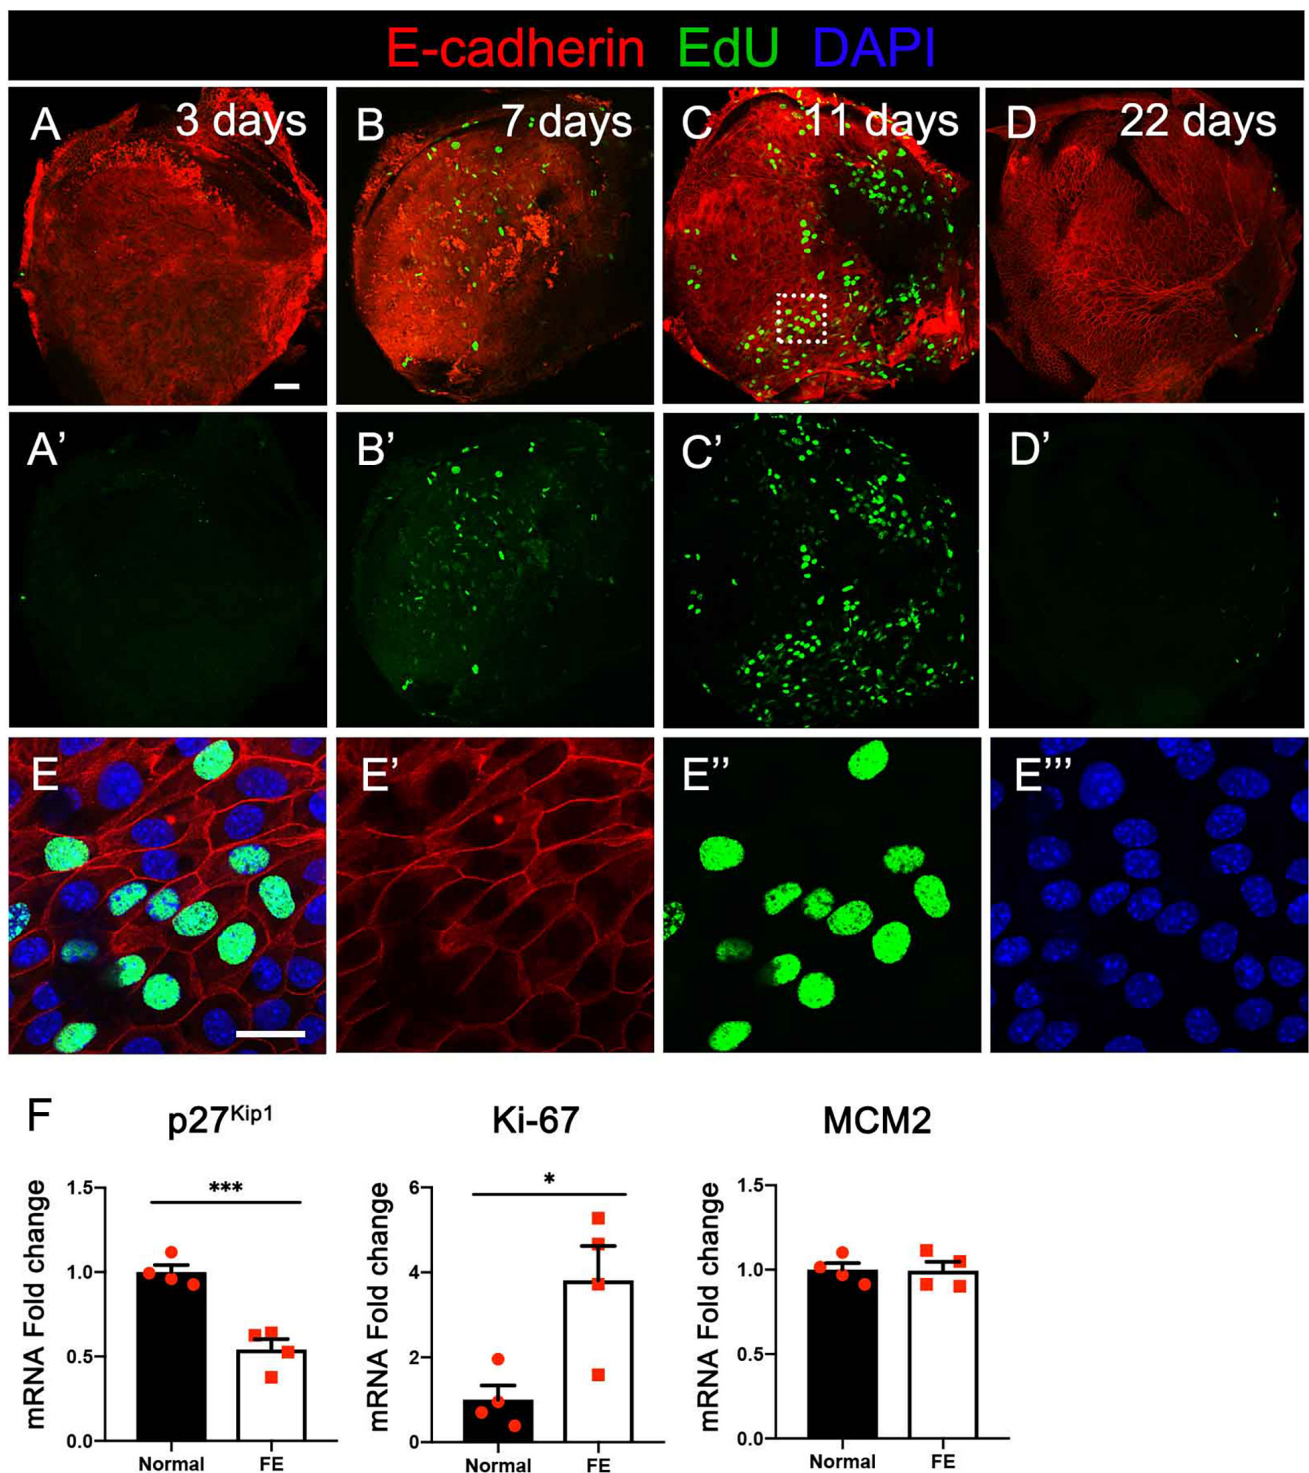 E-cadherin EdU DAPI
A 3 days B 7 days C 11 days D 22 days
A' B' C' D'
E E' E'' E'''
F p27Kip1 Ki-67 MCM2
*** *
mRNA Fold change mRNA Fold change mRNA Fold change
1.5 6 1.5
1.0 4 1.0
0.5 2 0.5
0.0 0 0.0
Normal FE Normal FE Normal FE